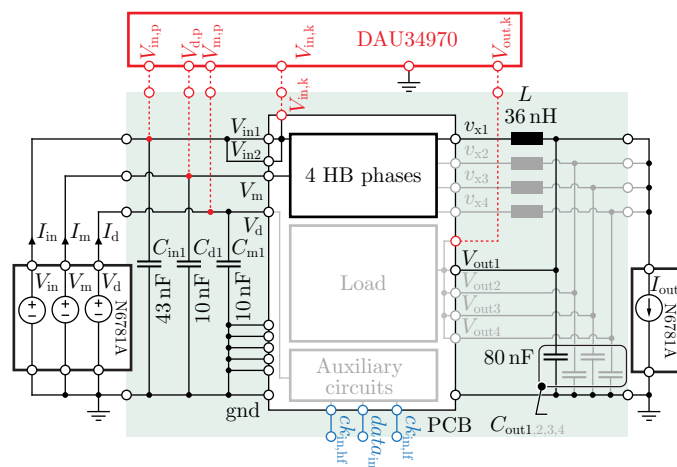 DAU34970
V_in,p
V_d,p
V_m,p
V_in,k
V_out,k
V_in,k
L
36 nH
V_in1
V_in2
V_m
V_d
4 HB phases
v_x1
v_x2
v_x3
v_x4
I_in
I_m
I_d
C_in1
C_d1
C_m1
43 nF
10 nF
10 nF
V_in
V_m
V_d
N6781A
Load
V_out1
V_out2
V_out3
V_out4
I_out
N6781A
80 nF
Auxiliary
circuits
gnd
PCB
C_out1,2,3,4
ck_in,hf
data_in
ck_in,lf